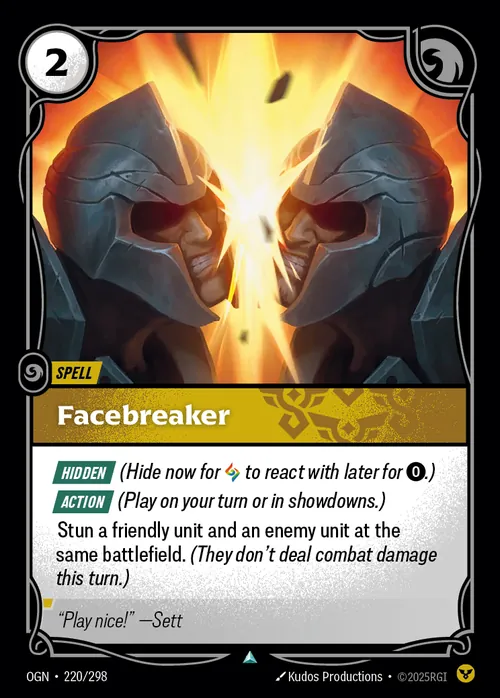 2
SPELL
Facebreaker
HIDDEN (Hide now for to react with later for 0.)
ACTION (Play on your turn or in showdowns.)
Stun a friendly unit and an enemy unit at the
same battlefield. (They don't deal combat damage
this turn.)
"Play nice!" —Sett
OGN • 220/298
Kudos Productions • ©2025RGI